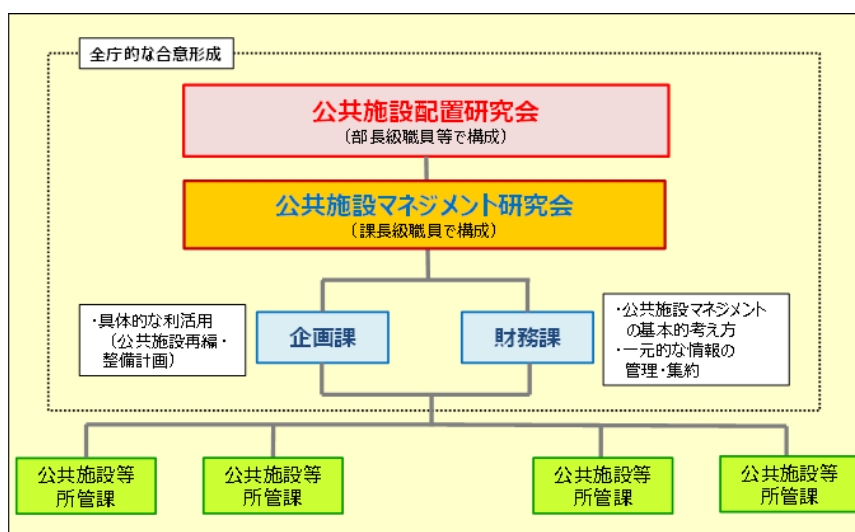 全庁的な合意形成
公共施設配置研究会
（部長級職員等で構成）
公共施設マネジメント研究会
（課長級職員で構成）
・具体的な利活用
（公共施設再編・
整備計画）
企画課
財務課
・公共施設マネジメント
の基本的考え方
・一元的な情報の
管理・集約
公共施設等
所管課
公共施設等
所管課
公共施設等
所管課
公共施設等
所管課